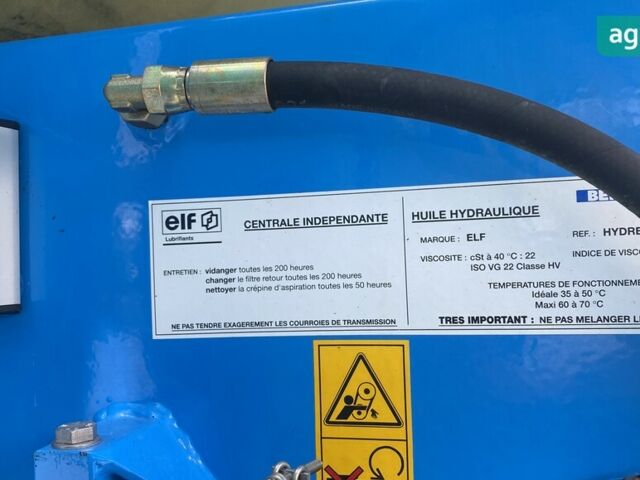 ag
elf
Lubrifiants
CENTRALE INDEPENDANTE
ENTRETIEN : vidanger toutes les 200 heures
changer le filtre retour toutes les 200 heures
nettoyer la crépine d'aspiration toutes les 50 heures
NE PAS TENDRE EXAGEREMENT LES COURROIES DE TRANSMISSION
HUILE HYDRAULIQUE
MARQUE : ELF
REF. : HYDRE
VISCOSITE : cSt à 40 °C : 22
INDICE DE VISCO
ISO VG 22 Classe HV
TEMPERATURES DE FONCTIONNEME
Idéale 35 à 50 °C
Maxi 60 à 70 °C
TRES IMPORTANT : NE PAS MELANGER